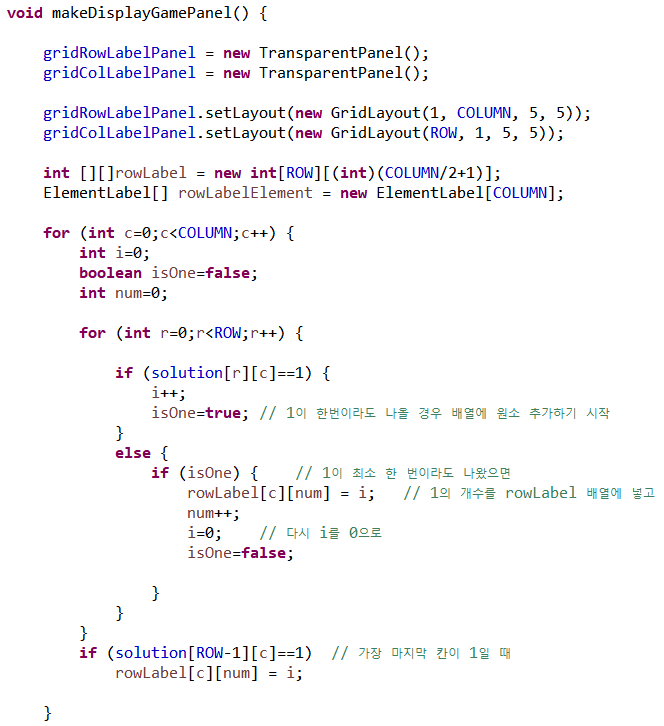 void makeDisplayGamePanel() {
gridRowLabelPanel = new TransparentPanel();
gridColLabelPanel = new TransparentPanel();
gridRowLabelPanel.setLayout(new GridLayout(1, COLUMN, 5, 5));
gridColLabelPanel.setLayout(new GridLayout(ROW, 1, 5, 5));
int [][]rowLabel = new int[ROW][(int)(COLUMN/2+1)];
ElementLabel[] rowLabelElement = new ElementLabel[COLUMN];
for (int c=0;c<COLUMN;c++) {
int i=0;
boolean isOne=false;
int num=0;
for (int r=0;r<ROW;r++) {
if (solution[r][c]==1) {
i++;
isOne=true; // 1이 한번이라도 나올 경우 배열에 원소 추가하기 시작
}
else {
if (isOne) { // 1이 최소 한 번이라도 나왔으면
rowLabel[c][num] = i; // 1의 개수를 rowLabel 배열에 넣고
num++;
i=0; // 다시 i를 0으로
isOne=false;
}
}
}
if (solution[ROW-1][c]==1) // 가장 마지막 칸이 1일 때
rowLabel[c][num] = i;
}